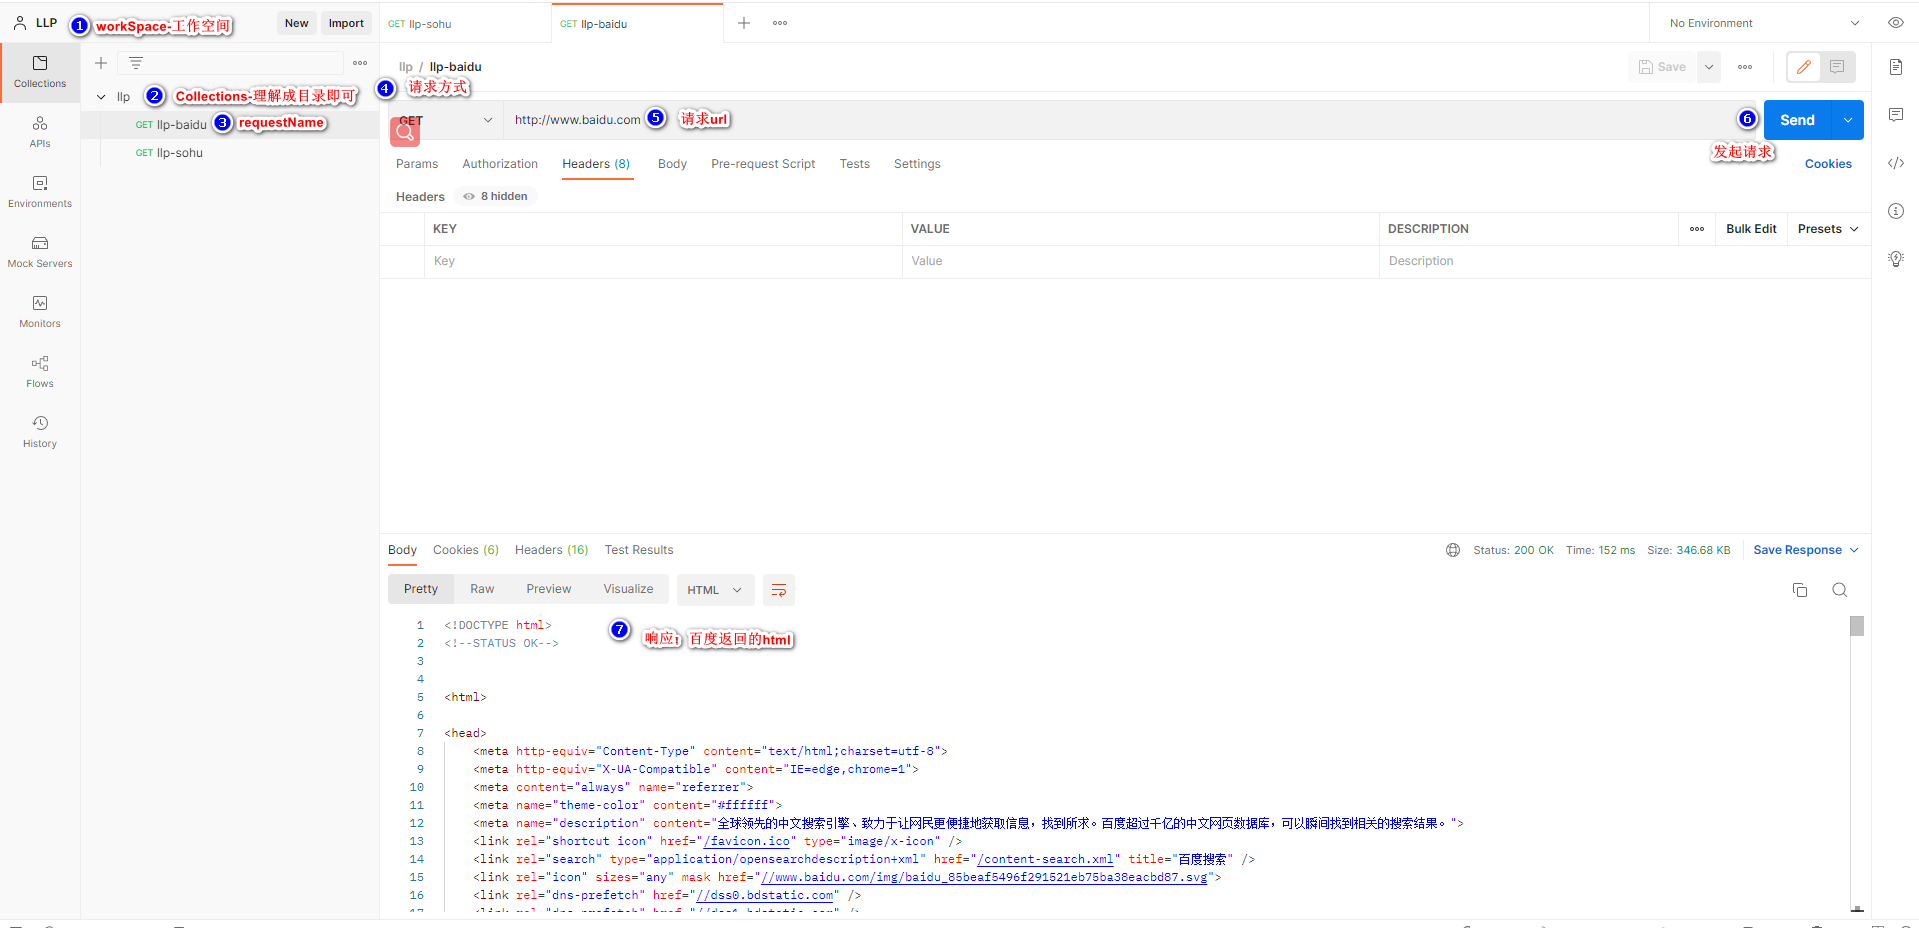 LLP
1 workSpace-工作空间
New
Import
GET llp-sohu
GET llp-baidu
No Environment
Collections
llp / llp-baidu
Save
llp
2 Collections-理解成目录即可
4 请求方式
GET llp-baidu
3 requestName
GET
http://www.baidu.com
5 请求url
6 Send
GET llp-sohu
发起请求
APIs
Environments
Mock Servers
Monitors
Flows
History
Params
Authorization
Headers (8)
Body
Pre-request Script
Tests
Settings
Cookies
Headers
8 hidden
KEY
VALUE
DESCRIPTION
Bulk Edit
Presets
Key
Value
Description
Body
Cookies (6)
Headers (16)
Test Results
Status: 200 OK
Time: 152 ms
Size: 346.68 KB
Save Response
Pretty
Raw
Preview
Visualize
HTML
7 响应：百度返回的html
1 <!DOCTYPE html>
2 <!--STATUS OK-->
3
4
5 <html>
6
7 <head>
8 <meta http-equiv="Content-Type" content="text/html;charset=utf-8">
9 <meta http-equiv="X-UA-Compatible" content="IE=edge,chrome=1">
10 <meta content="always" name="referrer">
11 <meta name="theme-color" content="#ffffff">
12 <meta name="description" content="全球领先的中文搜索引擎、致力于让网民更便捷地获取信息，找到所求。百度超过千亿的中文网页数据库，可以瞬间找到相关的搜索结果。">
13 <link rel="shortcut icon" href="/favicon.ico" type="image/x-icon" />
14 <link rel="search" type="application/opensearchdescription+xml" href="/content-search.xml" title="百度搜索" />
15 <link rel="icon" sizes="any" mask href="//www.baidu.com/img/baidu_85beaf5496f291521eb75ba38eacbd87.svg">
16 <link rel="dns-prefetch" href="//dss0.bdstatic.com" />
17 <link rel="dns-prefetch" href="//dss1.bdstatic.com" />